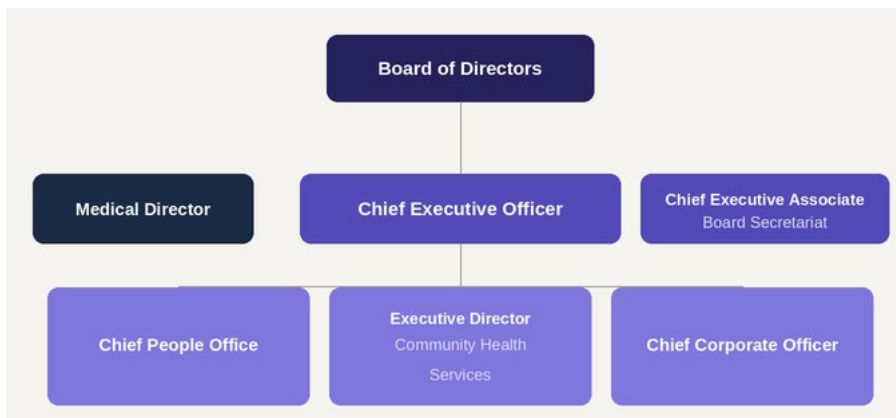 Board of Directors
Medical Director
Chief Executive Officer
Chief Executive Associate
Board Secretariat
Chief People Office
Executive Director
Community Health
Services
Chief Corporate Officer